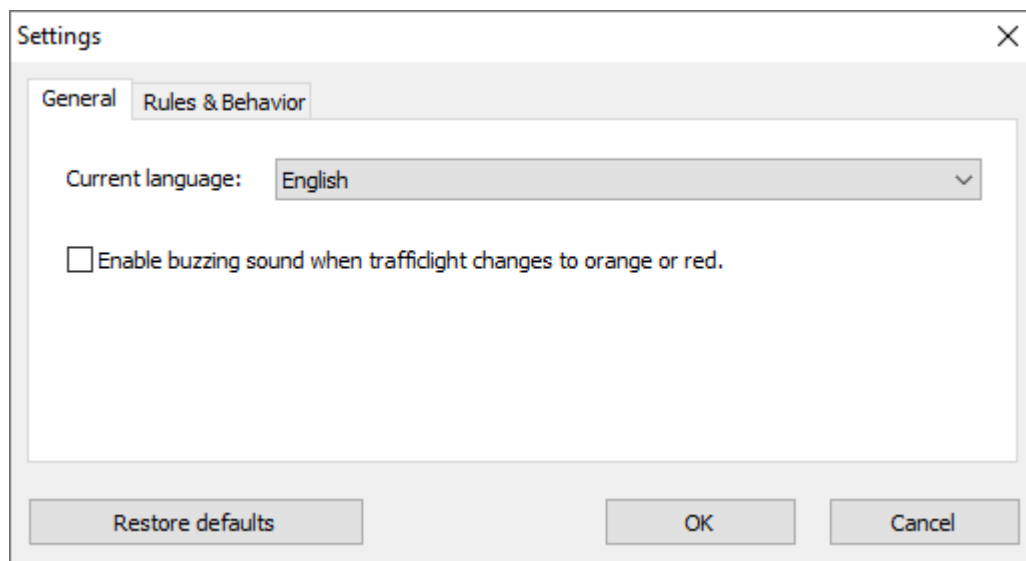 Settings
General Rules & Behavior
Current language: English
Enable buzzing sound when trafficlight changes to orange or red.
Restore defaults OK Cancel